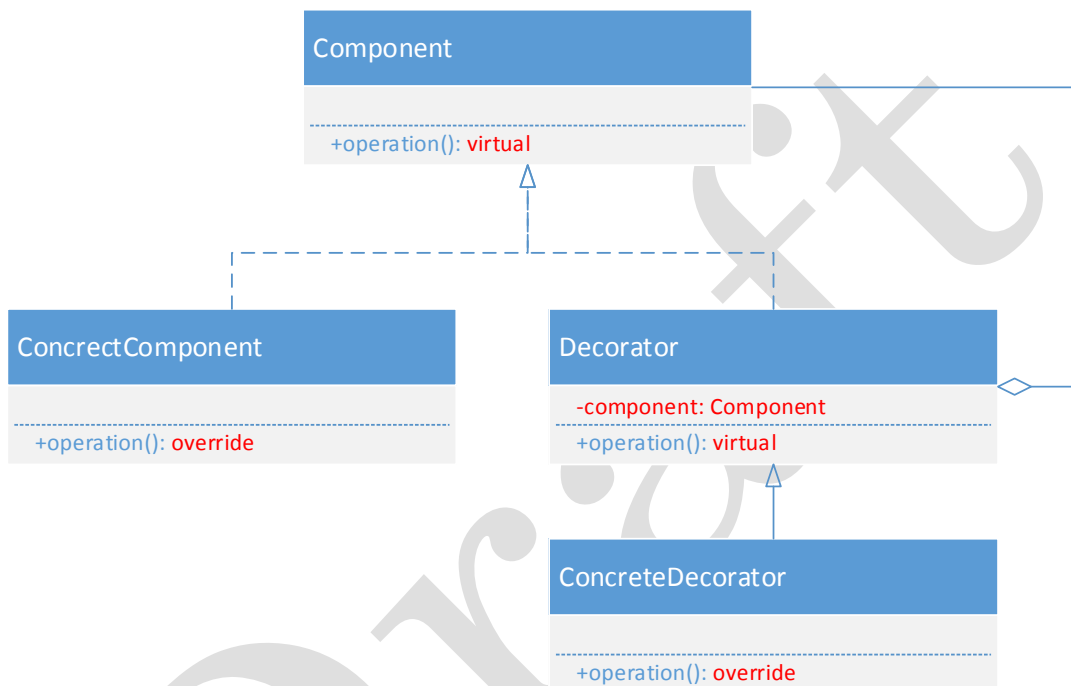 Component
+operation(): virtual
ConcrectComponent
+operation(): override
Decorator
-component: Component
+operation(): virtual
ConcreteDecorator
+operation(): override